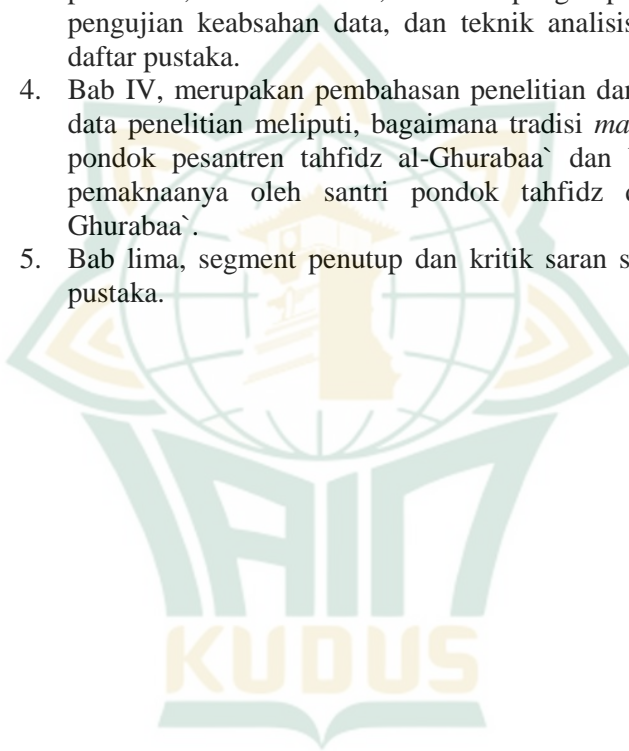 pengujian keabsahan data, dan teknik analisis
daftar pustaka.
4. Bab IV, merupakan pembahasan penelitian dan
data penelitian meliputi, bagaimana tradisi
pondok pesantren tahfidz al-Ghurabaa` dan
pemaknaanya oleh santri pondok tahfidz
Ghurabaa`.
5. Bab lima, segment penutup dan kritik saran
pustaka.
IAIN
KUDUS